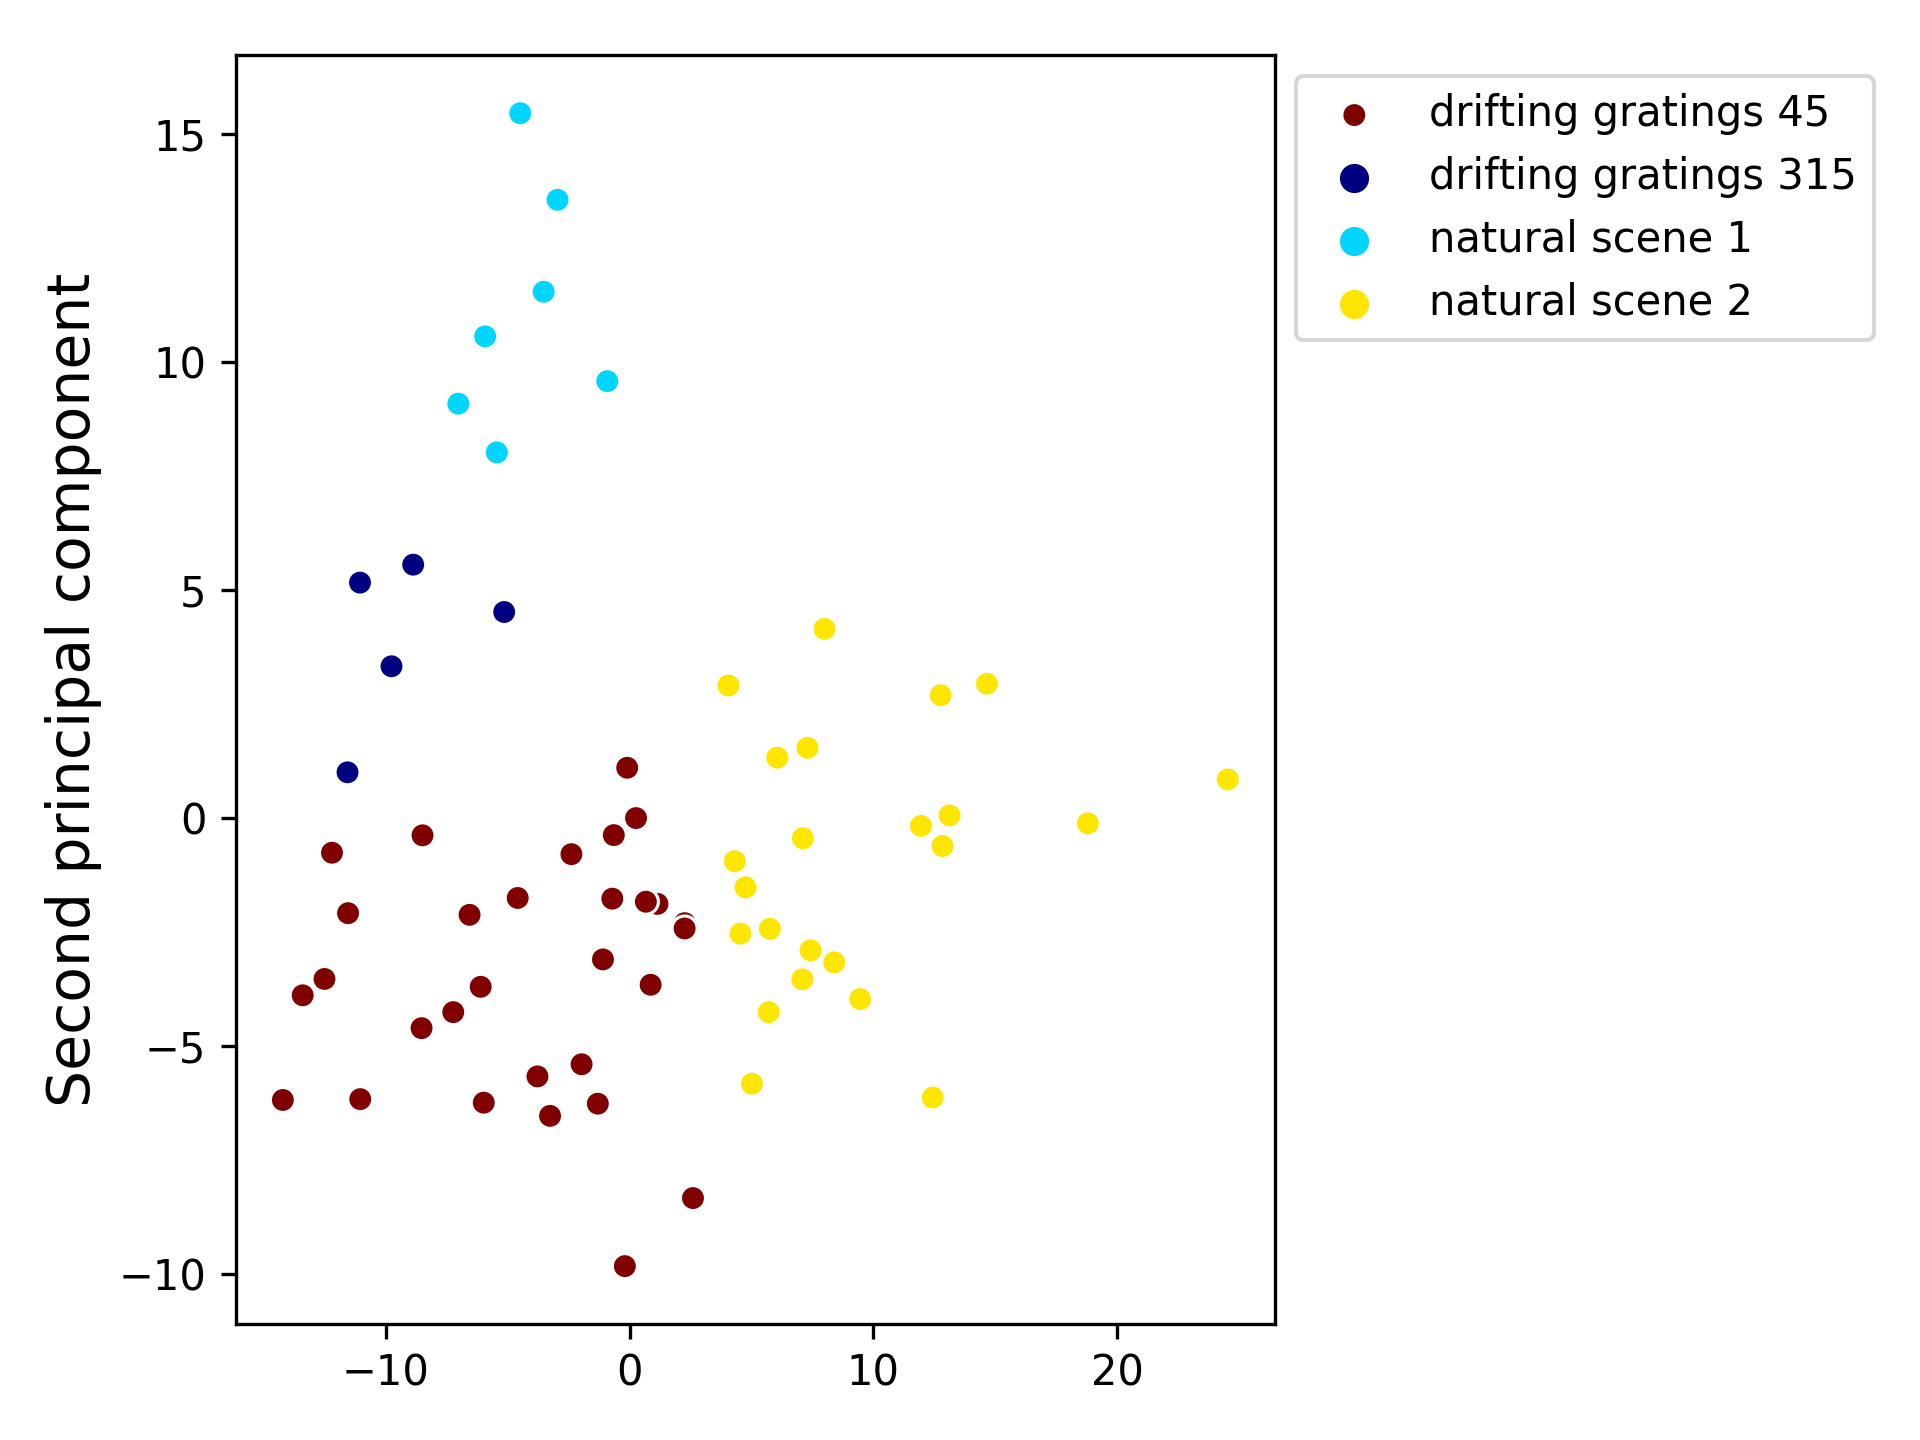 Second principal component
15
10
5
0
−5
−10
−10
0
10
20
drifting gratings 45
drifting gratings 315
natural scene 1
natural scene 2